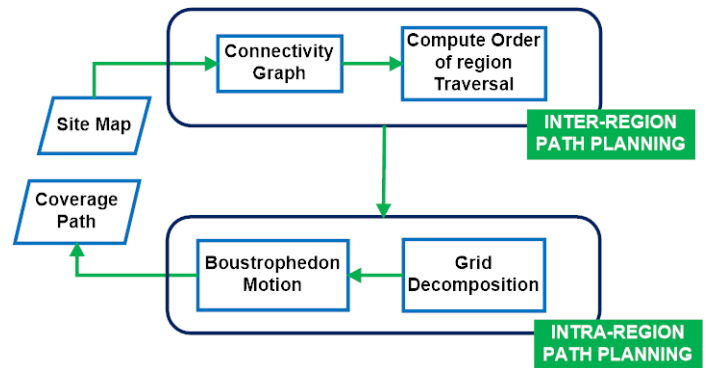 Site Map
Connectivity
Graph
Compute Order
of region
Traversal
INTER-REGION
PATH PLANNING
Grid
Decomposition
Boustrophedon
Motion
Coverage
Path
INTRA-REGION
PATH PLANNING